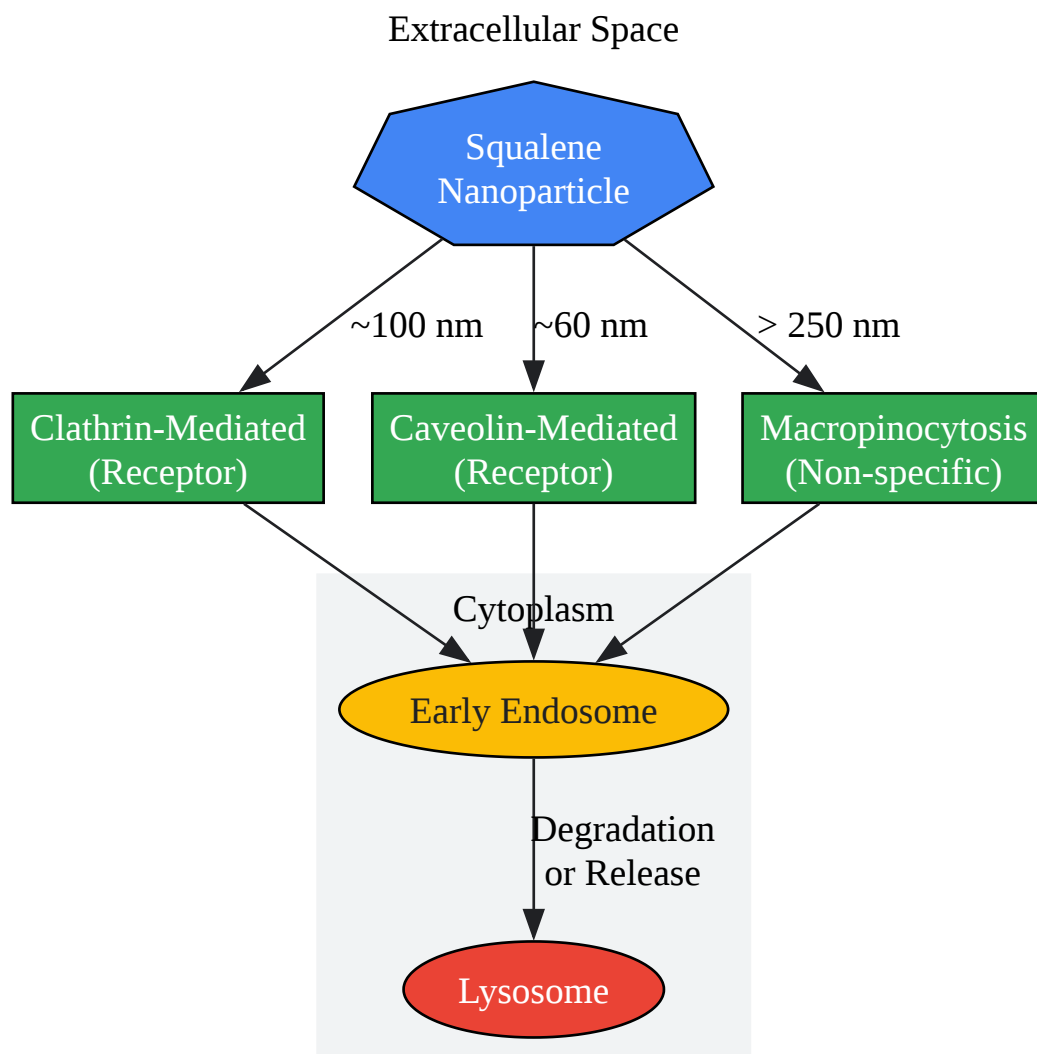 Extracellular Space
Squalene
Nanoparticle
~100 nm
~60 nm
> 250 nm
Clathrin-Mediated
(Receptor)
Caveolin-Mediated
(Receptor)
Macropinocytosis
(Non-specific)
Cytoplasm
Early Endosome
Degradation
or Release
Lysosome